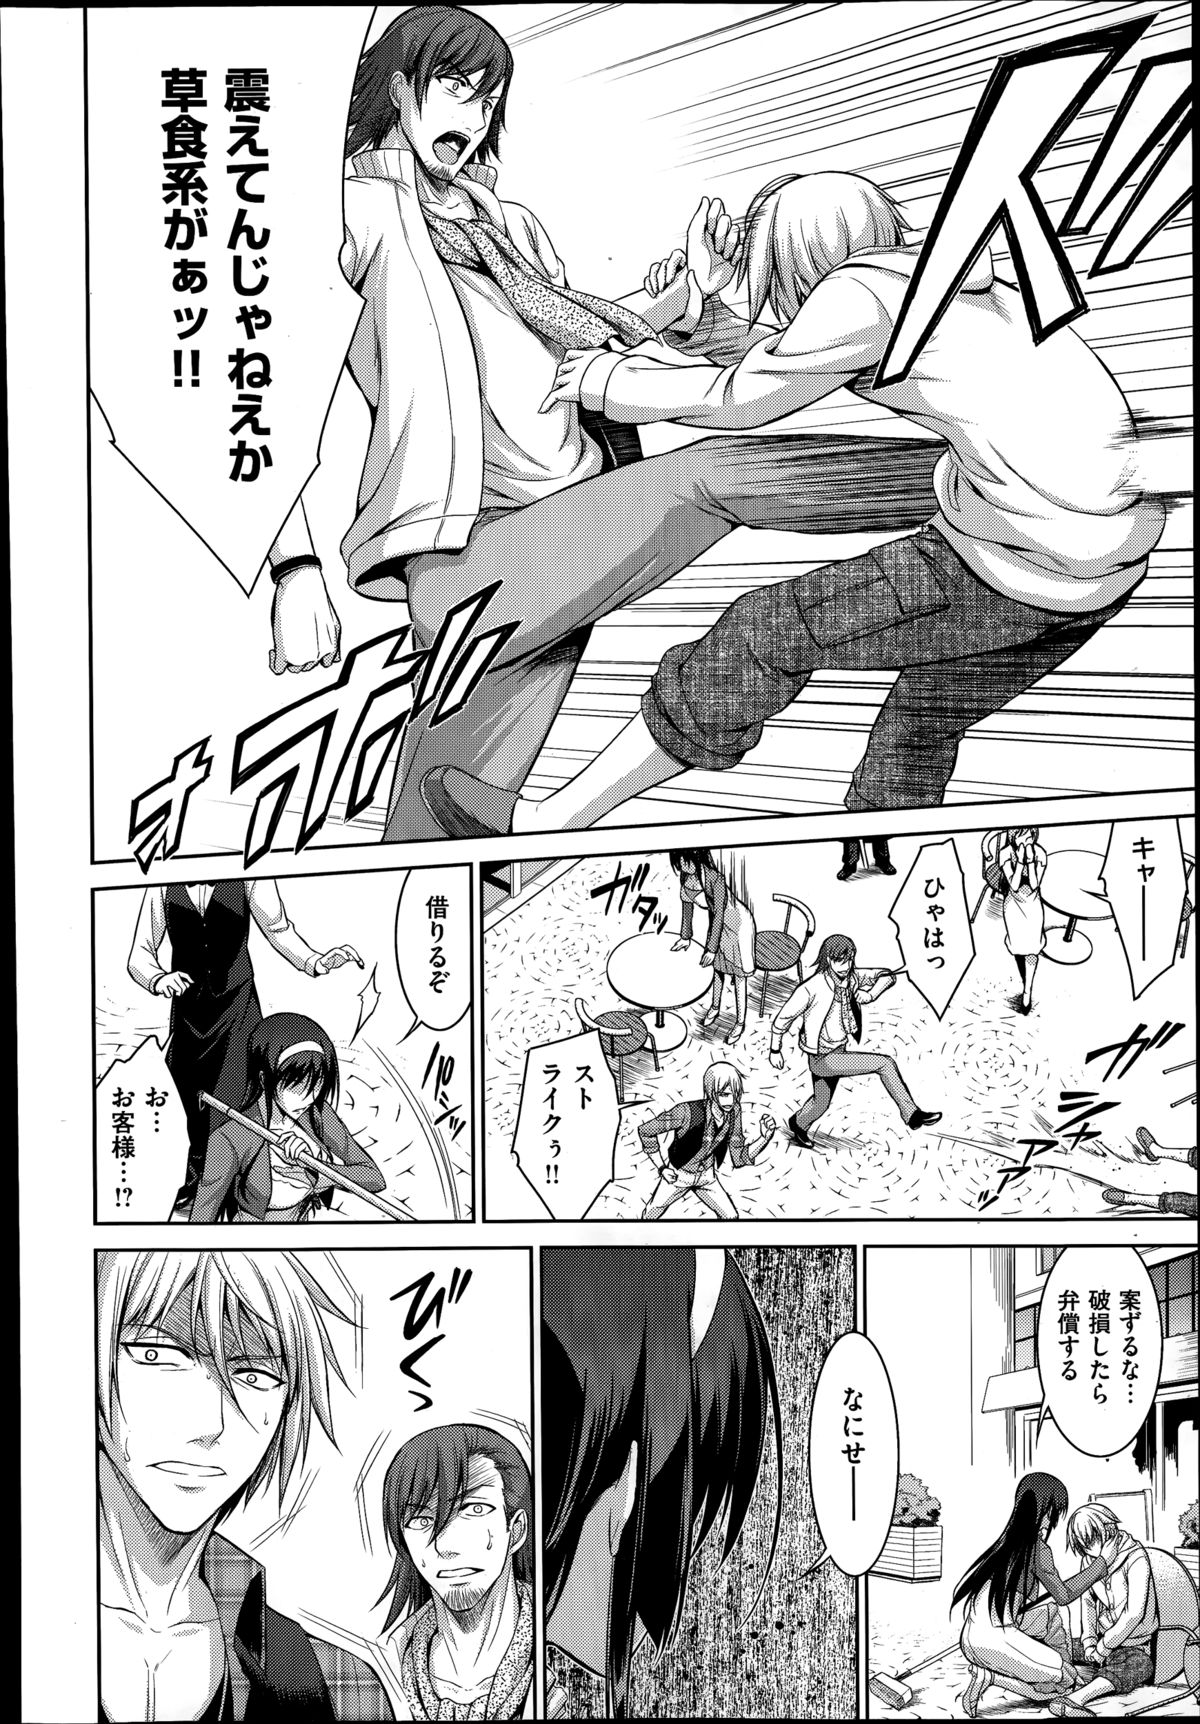 ドガッ
震えてんじゃねえか
草食系がぁッ!!
オオオッ
キャー
ひゃはっ
ガタッ
ストライクぅ!!
ズシャアァ
借りるぞ
パシッ
お…
お客様…!?
案ずるな…
破損したら
弁償する
なにせ──
びくっ